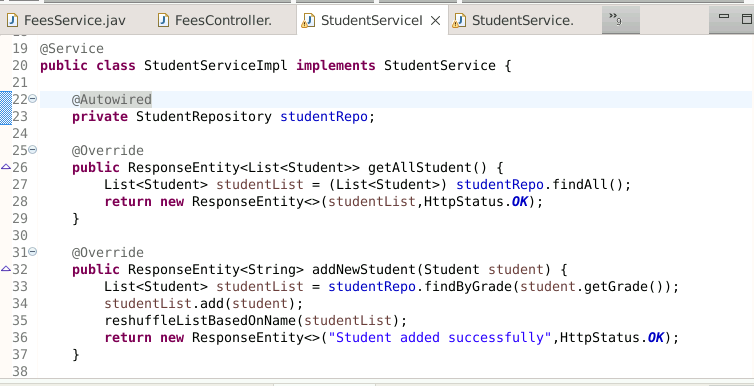 FeesService.jav FeesController. StudentServiceI StudentService. »9
19 @Service
20 public class StudentServiceImpl implements StudentService {
21
22 @Autowired
23 private StudentRepository studentRepo;
24
25 @Override
26 public ResponseEntity<List<Student>> getAllStudent() {
27 List<Student> studentList = (List<Student>) studentRepo.findAll();
28 return new ResponseEntity<>(studentList,HttpStatus.OK);
29 }
30
31 @Override
32 public ResponseEntity<String> addNewStudent(Student student) {
33 List<Student> studentList = studentRepo.findByGrade(student.getGrade());
34 studentList.add(student);
35 reshuffleListBasedOnName(studentList);
36 return new ResponseEntity<>("Student added successfully",HttpStatus.OK);
37 }
38